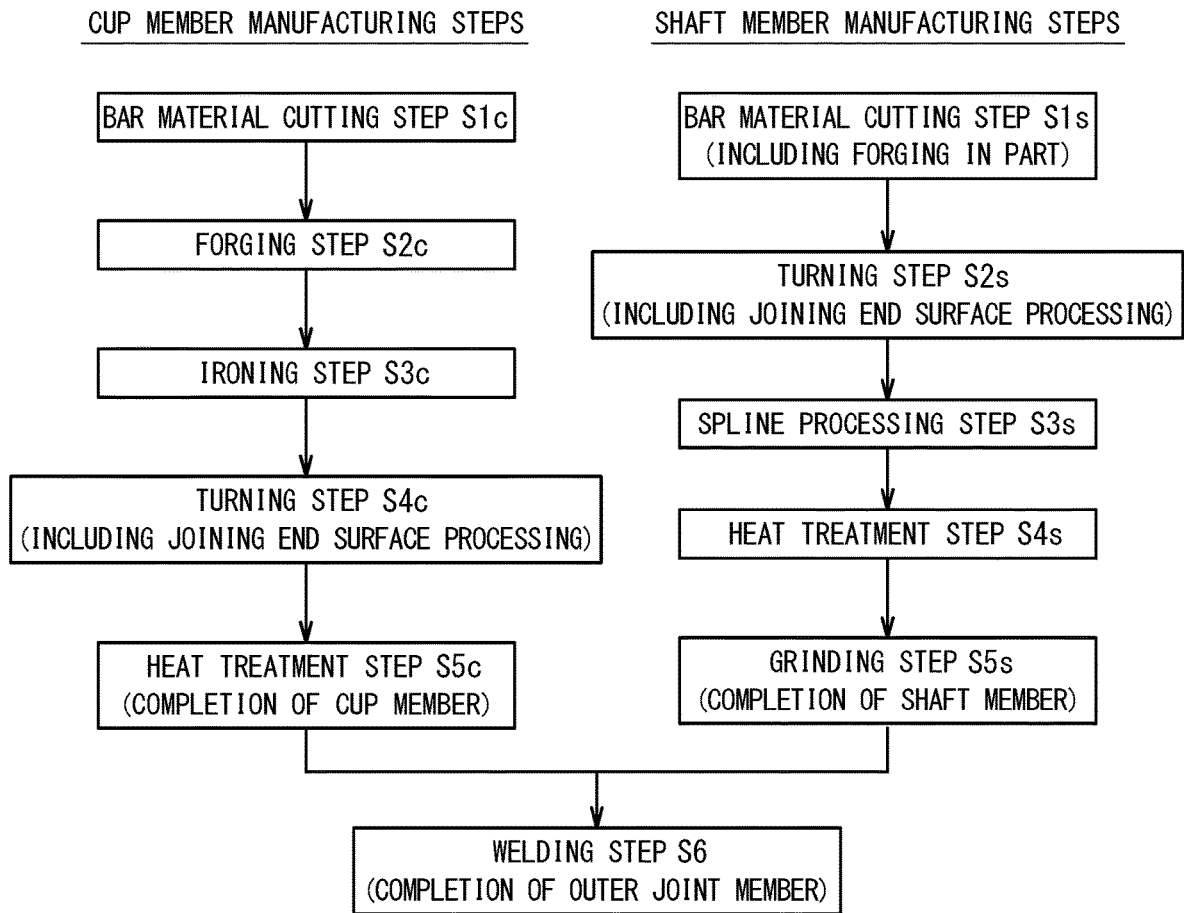 CUP MEMBER MANUFACTURING STEPS
BAR MATERIAL CUTTING STEP S1c
FORGING STEP S2c
IRONING STEP S3c
TURNING STEP S4c
(INCLUDING JOINING END SURFACE PROCESSING)
HEAT TREATMENT STEP S5c
(COMPLETION OF CUP MEMBER)
SHAFT MEMBER MANUFACTURING STEPS
BAR MATERIAL CUTTING STEP S1s
(INCLUDING FORGING IN PART)
TURNING STEP S2s
(INCLUDING JOINING END SURFACE PROCESSING)
SPLINE PROCESSING STEP S3s
HEAT TREATMENT STEP S4s
GRINDING STEP S5s
(COMPLETION OF SHAFT MEMBER)
WELDING STEP S6
(COMPLETION OF OUTER JOINT MEMBER)